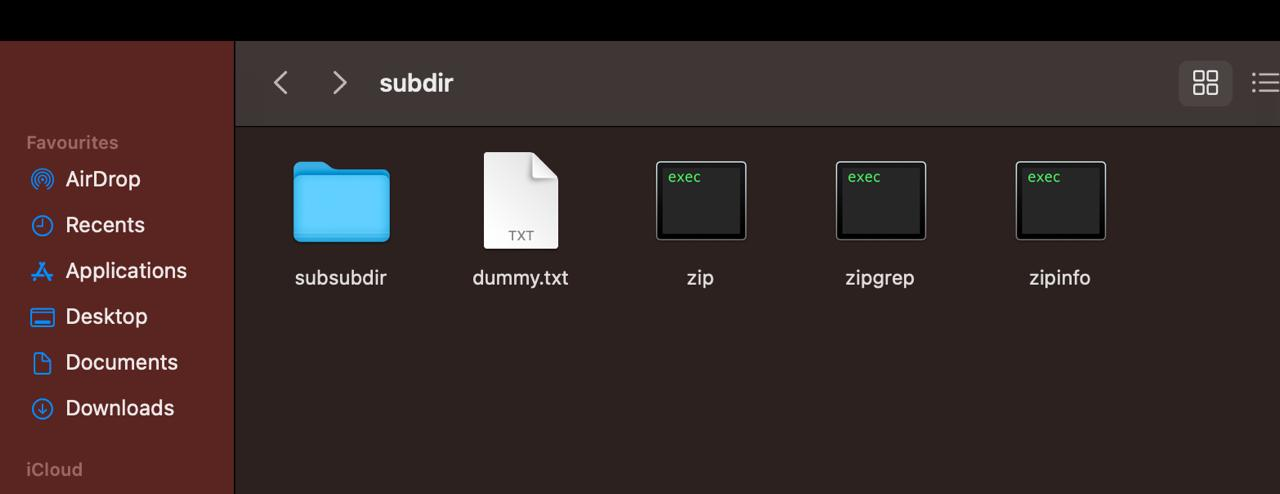 subdir
Favourites
AirDrop
Recents
Applications
Desktop
Documents
Downloads
iCloud
exec
exec
exec
TXT
subsubdir
dummy.txt
zip
zipgrep
zipinfo